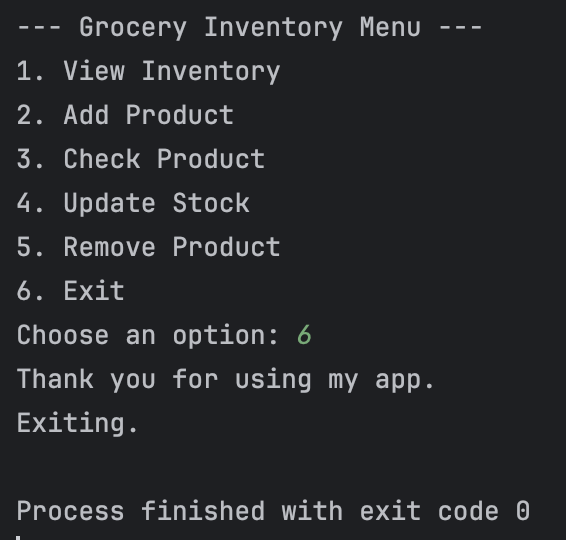 --- Grocery Inventory Menu ---
1. View Inventory
2. Add Product
3. Check Product
4. Update Stock
5. Remove Product
6. Exit
Choose an option: 6
Thank you for using my app.
Exiting.
Process finished with exit code 0